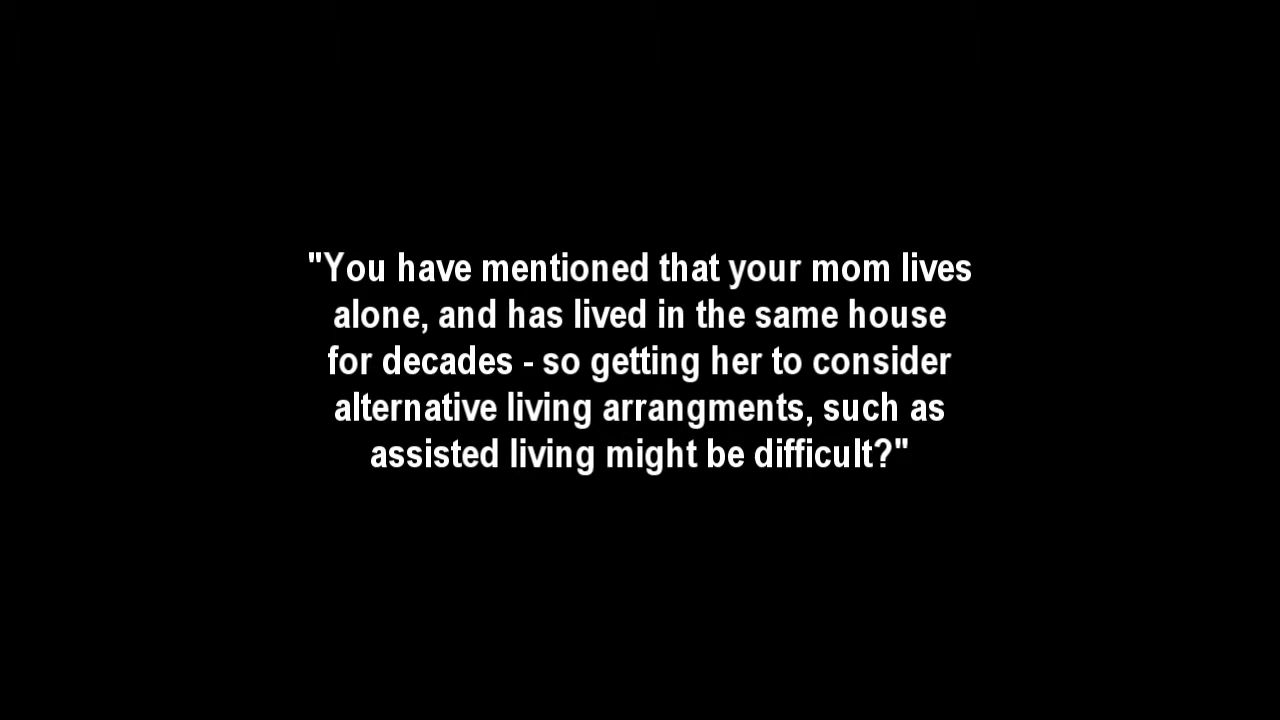 "You have mentioned that your mom lives
alone, and has lived in the same house
for decades - so getting her to consider
alternative living arrangments, such as
assisted living might be difficult?"